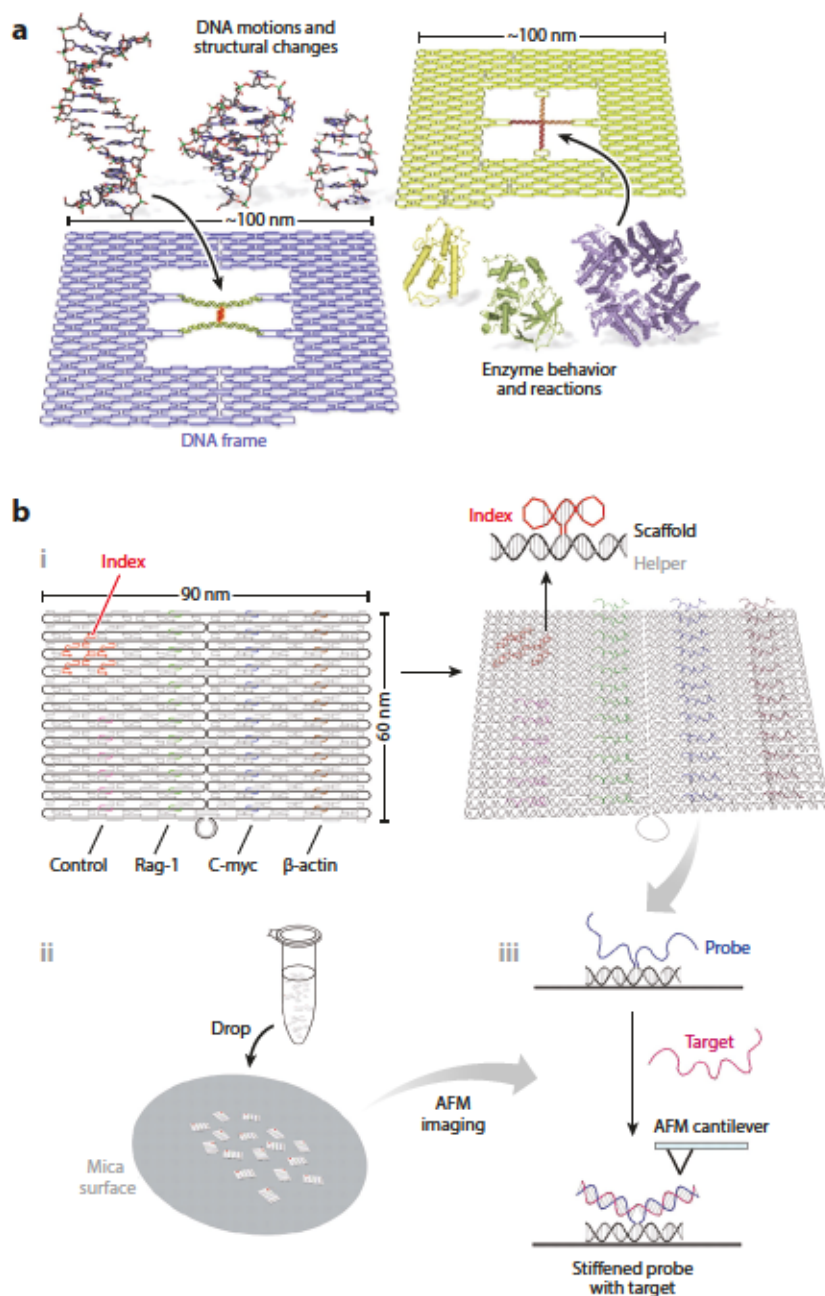 a
DNA motions and
structural changes
~100 nm
~100 nm
Enzyme behavior
and reactions
DNA frame
b
Index
Scaffold
Helper
i
Index
90 nm
60 nm
Control
Rag-1
C-myc
β-actin
ii
Drop
Mica
surface
AFM
imaging
iii
Probe
Target
AFM cantilever
Stiffened probe
with target